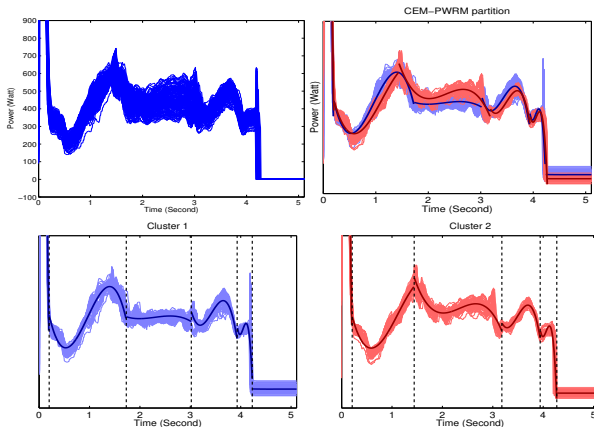 CEM−PWRM partition
900
800
700
600
500
400
300
200
100
0
−100
Power (Watt)
0 1 2 3 4 5
Time (Second)
Power (Watt)
0 1 2 3 4 5
Time (Second)
Cluster 1
0 1 2 3 4 5
Time (Second)
Cluster 2
0 1 2 3 4 5
Time (Second)